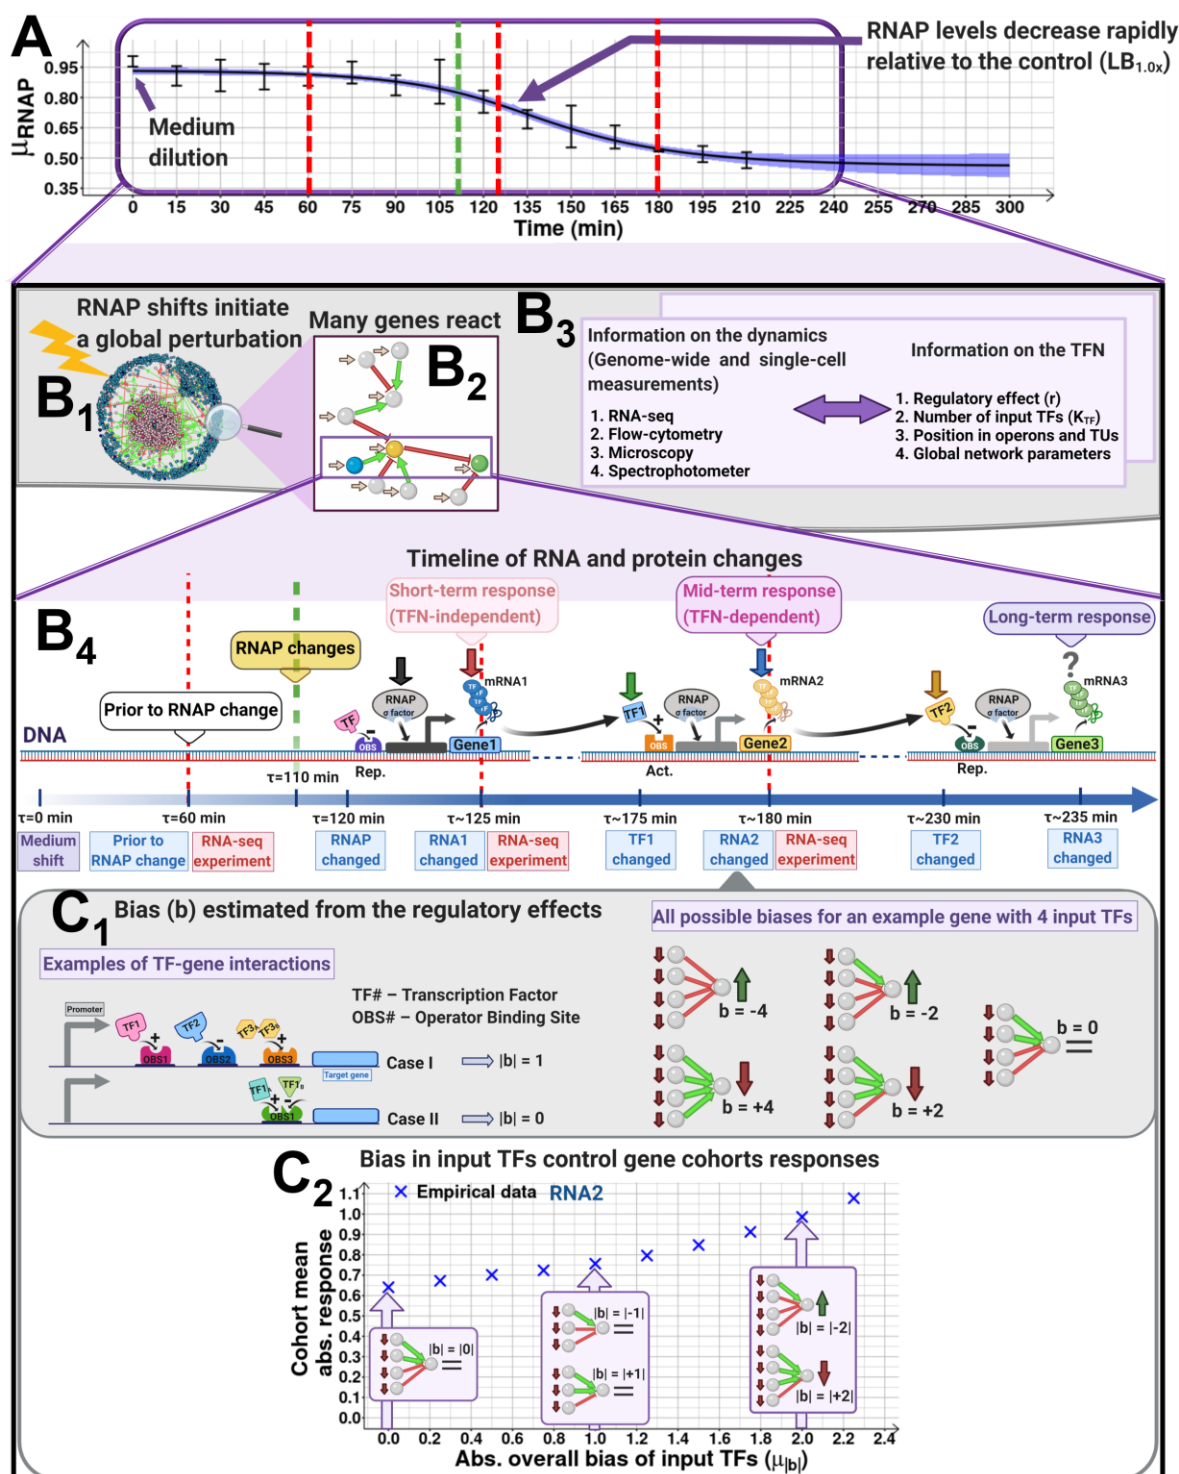 A
RNAP levels decrease rapidly
relative to the control (LB1.0x)
μRNAP
0.95
0.80
0.65
0.50
0.35
Medium
dilution
0 15 30 45 60 75 90 105 120 135 150 165 180 195 210 225 240 255 270 285 300
Time (min)
B1
RNAP shifts initiate
a global perturbation
Many genes react
B2
B3
Information on the dynamics
(Genome-wide and single-cell
measurements)
1. RNA-seq
2. Flow-cytometry
3. Microscopy
4. Spectrophotometer
Information on the TFN
1. Regulatory effect (r)
2. Number of input TFs (KTF)
3. Position in operons and TUs
4. Global network parameters
Timeline of RNA and protein changes
B4
Short-term response
(TFN-independent)
Mid-term response
(TFN-dependent)
Long-term response
RNAP changes
Prior to RNAP change
?
DNA
TF
-
OBS
Rep.
RNAP
σ factor
TF
TF
TF
TF
mRNA1
Gene1
TF1
+
OBS
Act.
RNAP
σ factor
mRNA2
Gene2
TF2
-
OBS
Rep.
RNAP
σ factor
mRNA3
Gene3
τ=110 min
τ=0 min τ=60 min τ=120 min τ~125 min τ~175 min τ~180 min τ~230 min τ~235 min
Medium
shift
Prior to
RNAP change
RNA-seq
experiment
RNAP
changed
RNA1
changed
RNA-seq
experiment
TF1
changed
RNA2
changed
RNA-seq
experiment
TF2
changed
RNA3
changed
C1
Bias (b) estimated from the regulatory effects
Examples of TF-gene interactions
TF# – Transcription Factor
OBS# – Operator Binding Site
Promoter
TF1
+
OBS1
TF2
-
OBS2
TF3A
TF3B
+
OBS3
Target gene
Case I
|b| = 1
TF1A
TF1B
+ -
OBS1
Case II
|b| = 0
All possible biases for an example gene with 4 input TFs
b = -4
b = -2
b = 0
b = +4
b = +2
C2
Bias in input TFs control gene cohorts responses
Empirical data
RNA2
Cohort mean
abs. response
1.1
1.0
0.9
0.8
0.7
0.6
0.5
0.4
0.3
0.2
0.1
0.0
|b| = |0|
|b| = |-1|
|b| = |+1|
|b| = |-2|
|b| = |+2|
0.0 0.2 0.4 0.6 0.8 1.0 1.2 1.4 1.6 1.8 2.0 2.2 2.4
Abs. overall bias of input TFs (μ|b|)